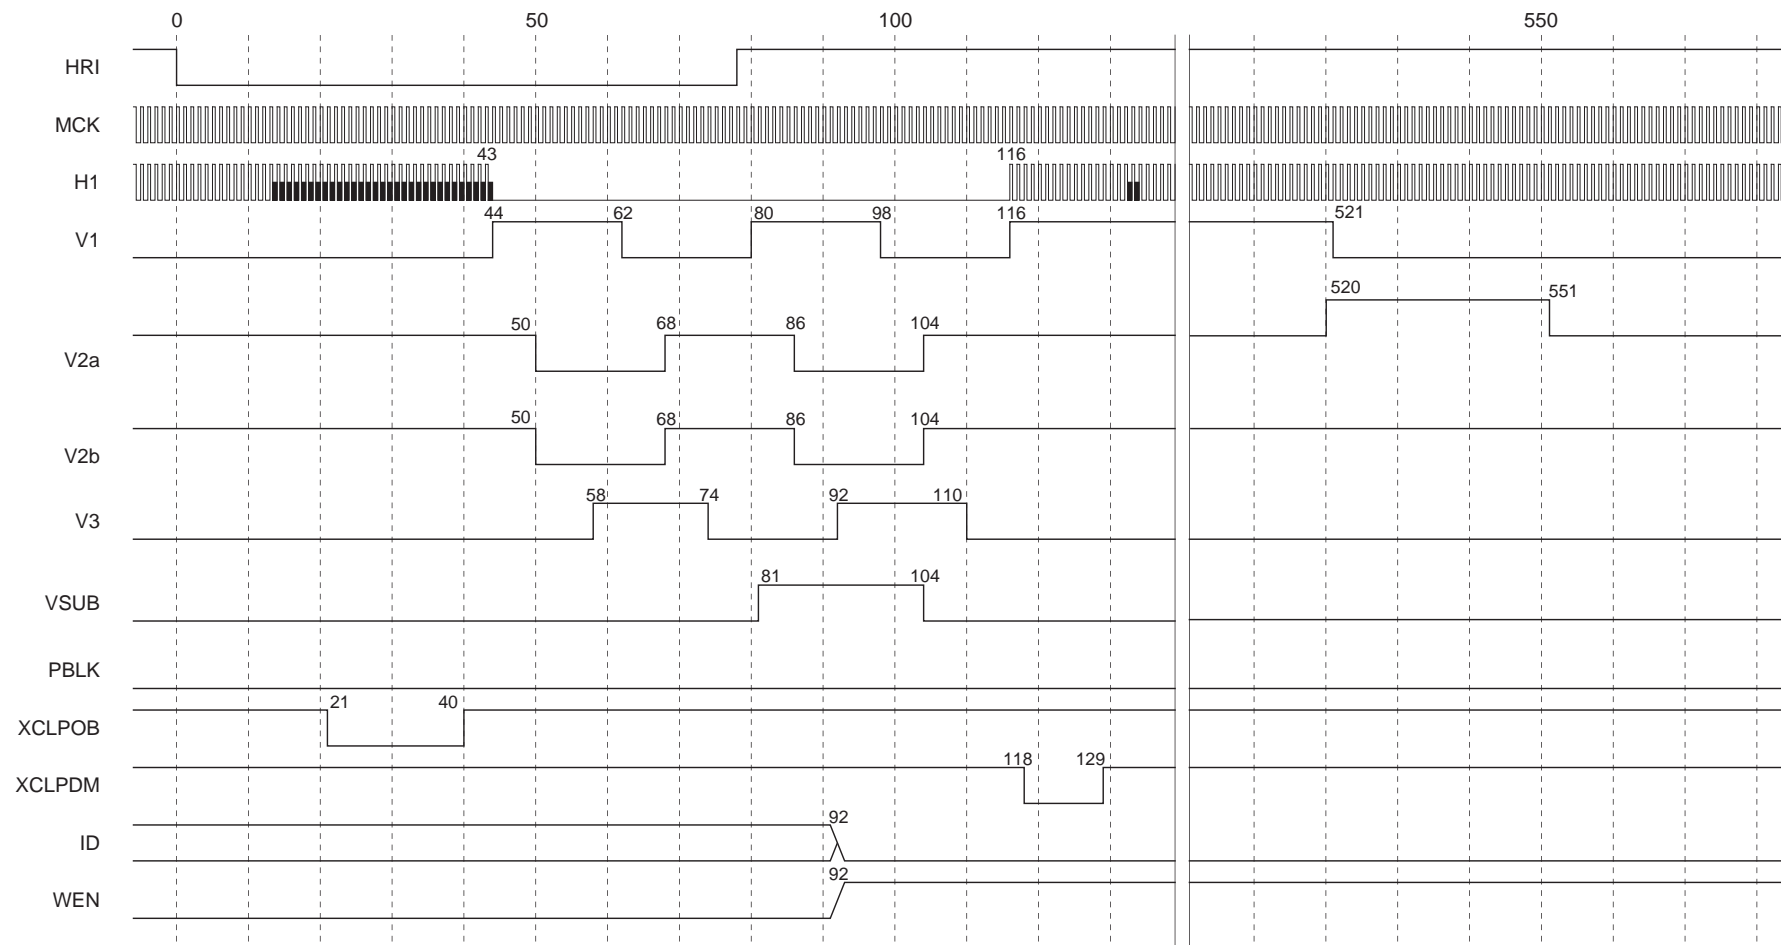 0 50 100 550
HRI
MCK
43 116
H1
44 62 80 98 116 521
V1
520 551
50 68 86 104
V2a
50 68 86 104
V2b
58 74 92 110
V3
81 104
VSUB
PBLK
21 40
XCLPOB
118 129
XCLPDM
92
ID
92
WEN